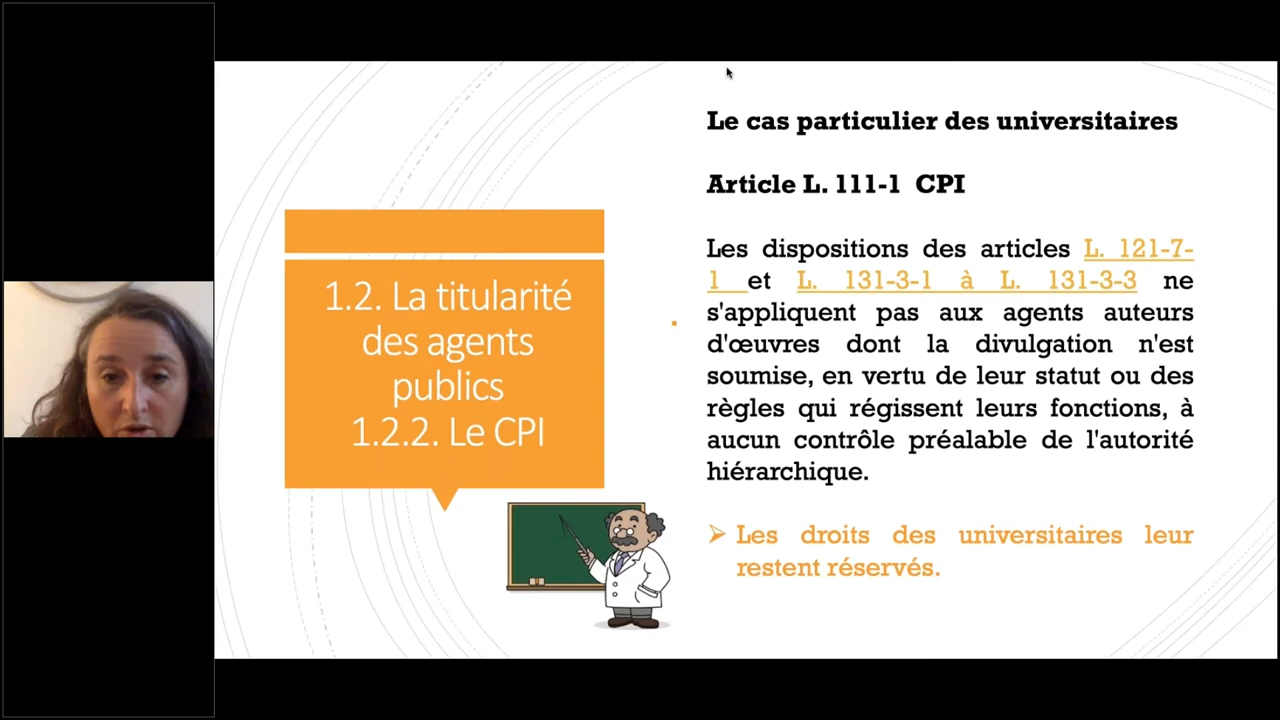 1.2. La titularité
des agents
publics
1.2.2. Le CPI
Le cas particulier des universitaires
Article L. 111-1 CPI
Les dispositions des articles L. 121-7-
1 et L. 131-3-1 à L. 131-3-3 ne
s'appliquent pas aux agents auteurs
d'œuvres dont la divulgation n'est
soumise, en vertu de leur statut ou des
règles qui régissent leurs fonctions, à
aucun contrôle préalable de l'autorité
hiérarchique.
Les droits des universitaires leur
restent réservés.